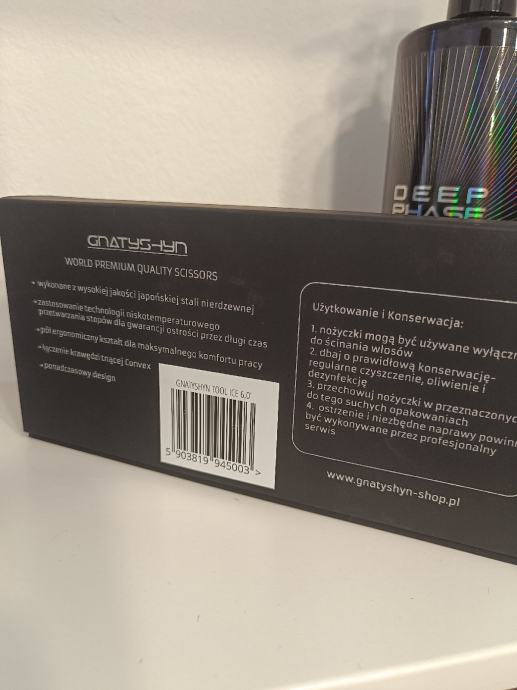 DEEP
PHASE
GNATYSHYN
WORLD PREMIUM QUALITY SCISSORS
wykonane z wysokiej jakości japońskiej stali nierdzewnej
zastosowanie technologii niskotemperaturowego
przetwarzania stopów dla gwarancji ostrości przez długi czas
pół ergonomiczny kształt dla maksymalnego komfortu pracy
łączenie krawędzi tnącej Convex
ponadczasowy design
GNATYSHYN TOOL ICE 6.0"
5 903819 945003 >
Użytkowanie i Konserwacja:
1. nożyczki mogą być używane
do ścinania włosów
2. dbaj o prawidłową konserwację-
regularne czyszczenie, oliwienie i
dezynfekcję
3. przechowuj nożyczki w
do tego suchych opakowaniach
4. ostrzenie i niezbędne naprawy
być wykonywane przez profesjonalny
serwis
www.gnatyshyn-shop.pl